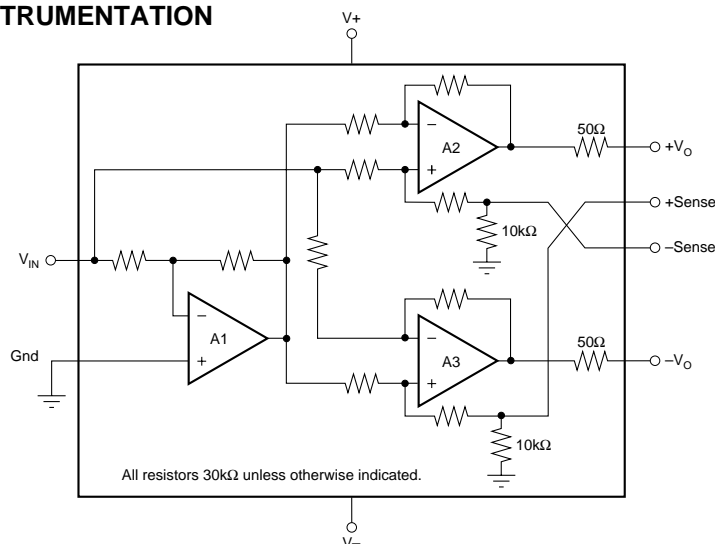 TRUMENTATION
V+
A2
50Ω
+VO
+Sense
10kΩ
–Sense
VIN
A1
Gnd
A3
50Ω
–VO
10kΩ
All resistors 30kΩ unless otherwise indicated.
V–